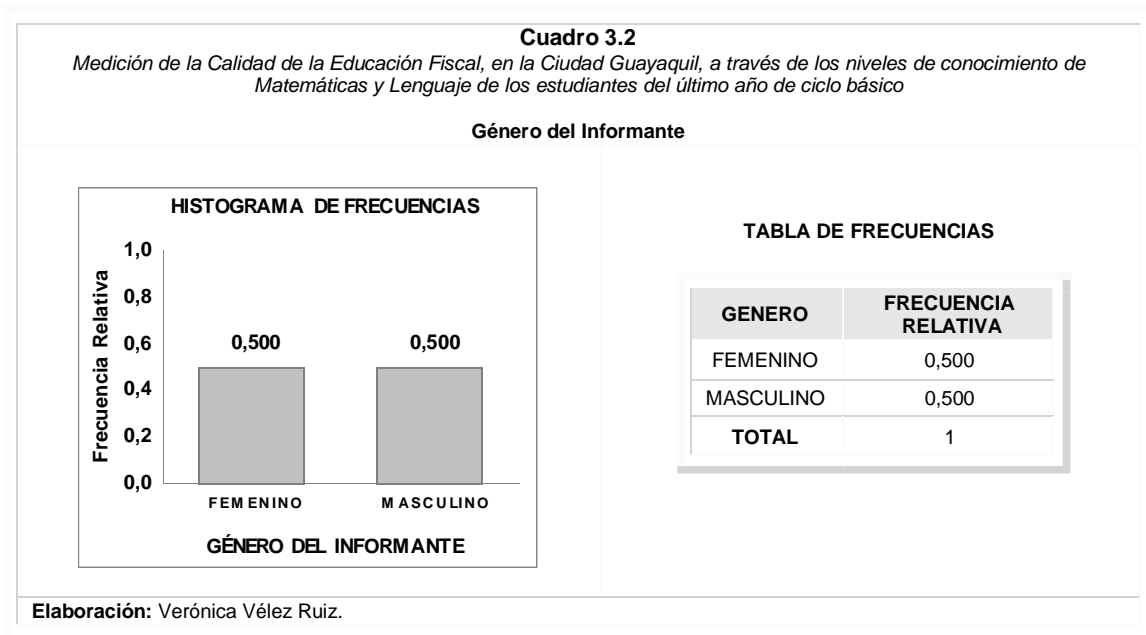 Cuadro 3.2
Medición de la Calidad de la Educación Fiscal, en la Ciudad Guayaquil, a través de los niveles de conocimiento de
Matemáticas y Lenguaje de los estudiantes del último año de ciclo básico
Género del Informante
HISTOGRAMA DE FRECUENCIAS
Frecuencia Relativa
1,0
0,8
0,6
0,4
0,2
0,0
0,500
0,500
FEMENINO
MASCULINO
GÉNERO DEL INFORMANTE
TABLA DE FRECUENCIAS
GENERO
FRECUENCIA
RELATIVA
FEMENINO 0,500
MASCULINO 0,500
TOTAL 1
Elaboración: Verónica Vélez Ruiz.